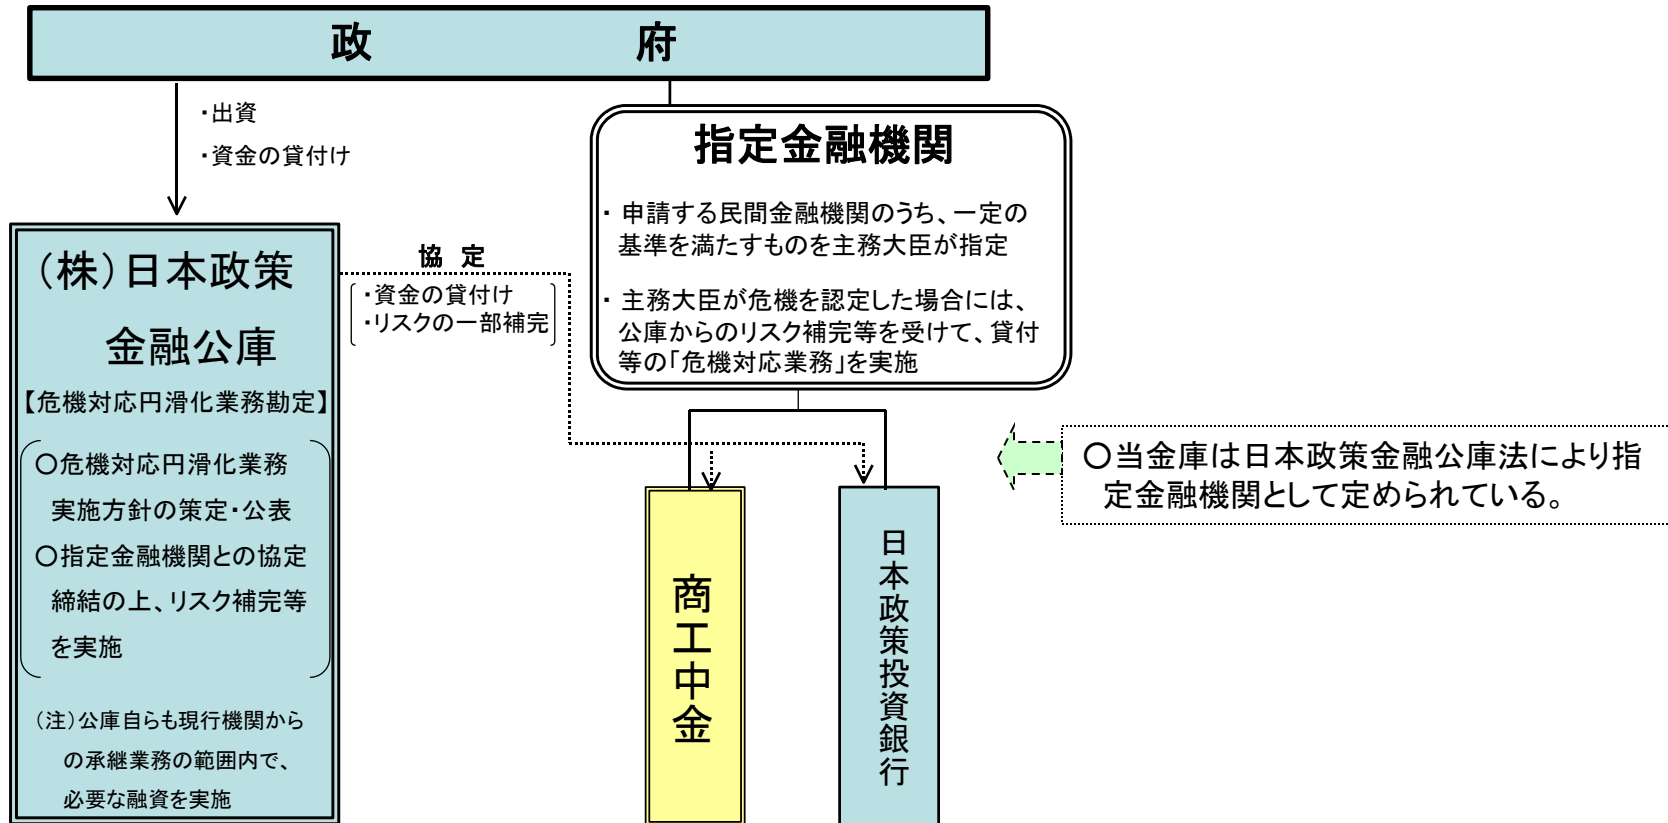 政　府
・出資
・資金の貸付け
指定金融機関
・ 申請する民間金融機関のうち、一定の
基準を満たすものを主務大臣が指定
・ 主務大臣が危機を認定した場合には、
公庫からのリスク補完等を受けて、貸付
等の「危機対応業務」を実施
（株）日本政策
金融公庫
【危機対応円滑化業務勘定】
○危機対応円滑化業務
実施方針の策定・公表
○指定金融機関との協定
締結の上、リスク補完等
を実施
（注）公庫自らも現行機関から
の承継業務の範囲内で、
必要な融資を実施
協 定
・資金の貸付け
・リスクの一部補完
商工中金
日本政策投資銀行
○当金庫は日本政策金融公庫法により指
定金融機関として定められている。